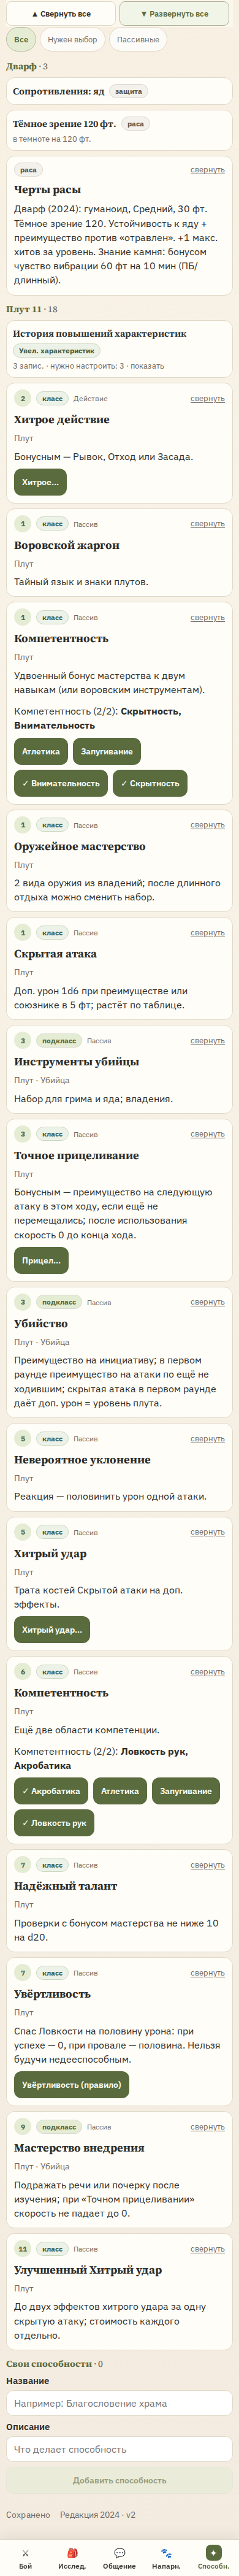 ▲ Свернуть все ▼ Развернуть все
Все Нужен выбор Пассивные
Дварф · 3
Сопротивления: яд защита
Тёмное зрение 120 фт. раса
в темноте на 120 фт.
раса свернуть
Черты расы
Дварф (2024): гуманоид, Средний, 30 фт.
Тёмное зрение 120. Устойчивость к яду +
преимущество против «отравлен». +1 макс.
хитов за уровень. Знание камня: бонусом
чувство вибрации 60 фт на 10 мин (ПБ/
длинный).
Плут 11 · 18
История повышений характеристик
Увел. характеристик
3 запис. · нужно настроить: 3 · показать
2 класс Действие свернуть
Хитрое действие
Плут
Бонусным — Рывок, Отход или Засада.
Хитрое…
1 класс Пассив свернуть
Воровской жаргон
Плут
Тайный язык и знаки плутов.
1 класс Пассив свернуть
Компетентность
Плут
Удвоенный бонус мастерства к двум
навыкам (или воровским инструментам).
Компетентность (2/2): Скрытность,
Внимательность
Атлетика Запугивание
✓ Внимательность ✓ Скрытность
1 класс Пассив свернуть
Оружейное мастерство
Плут
2 вида оружия из владений; после длинного
отдыха можно сменить набор.
1 класс Пассив свернуть
Скрытая атака
Плут
Доп. урон 1d6 при преимуществе или
союзнике в 5 фт; растёт по таблице.
3 подкласс Пассив свернуть
Инструменты убийцы
Плут · Убийца
Набор для грима и яда; владения.
3 класс Пассив свернуть
Точное прицеливание
Плут
Бонусным — преимущество на следующую
атаку в этом ходу, если ещё не
перемещались; после использования
скорость 0 до конца хода.
Прицел…
3 подкласс Пассив свернуть
Убийство
Плут · Убийца
Преимущество на инициативу; в первом
раунде преимущество на атаки по ещё не
ходившим; скрытая атака в первом раунде
даёт доп. урон = уровень плута.
5 класс Пассив свернуть
Невероятное уклонение
Плут
Реакция — половинить урон одной атаки.
5 класс Пассив свернуть
Хитрый удар
Плут
Трата костей Скрытой атаки на доп.
эффекты.
Хитрый удар…
6 класс Пассив свернуть
Компетентность
Плут
Ещё две области компетенции.
Компетентность (2/2): Ловкость рук,
Акробатика
✓ Акробатика Атлетика Запугивание
✓ Ловкость рук
7 класс Пассив свернуть
Надёжный талант
Плут
Проверки с бонусом мастерства не ниже 10
на d20.
7 класс Пассив свернуть
Увёртливость
Плут
Спас Ловкости на половину урона: при
успехе — 0, при провале — половина. Нельзя
будучи недееспособным.
Увёртливость (правило)
9 подкласс Пассив свернуть
Мастерство внедрения
Плут · Убийца
Подражать речи или почерку после
изучения; при «Точном прицеливании»
скорость не падает до 0.
11 класс Пассив свернуть
Улучшенный Хитрый удар
Плут
До двух эффектов хитрого удара за одну
скрытую атаку; стоимость каждого
отдельно.
Свои способности · 0
Название
Например: Благословение храма
Описание
Что делает способность
Добавить способность
Сохранено Редакция 2024 · v2
Бой Исслед. Общение Напарн. Способн.